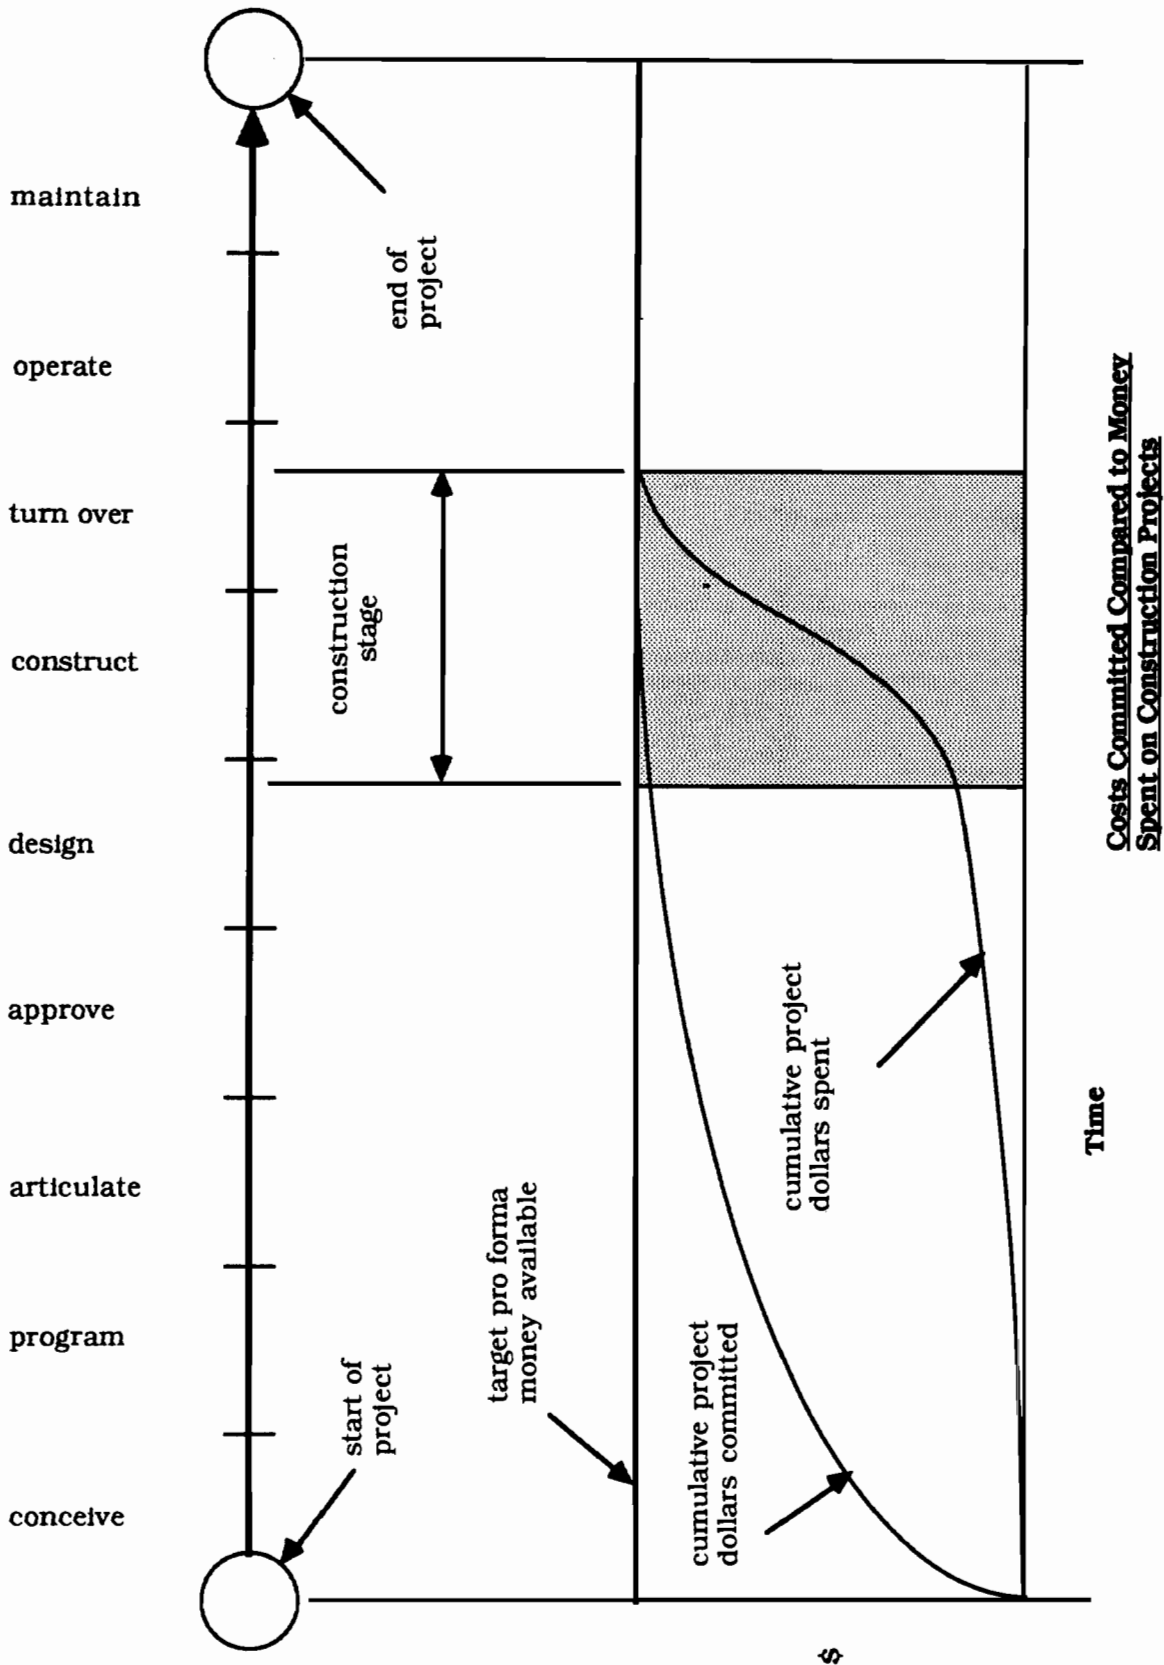 maintain
operate
turn over
construct
design
approve
articulate
program
conceive
start of
project
end of
project
construction
stage
target pro forma
money available
cumulative project
dollars committed
cumulative project
dollars spent
$
Time
Costs Committed Compared to Money
Spent on Construction Projects